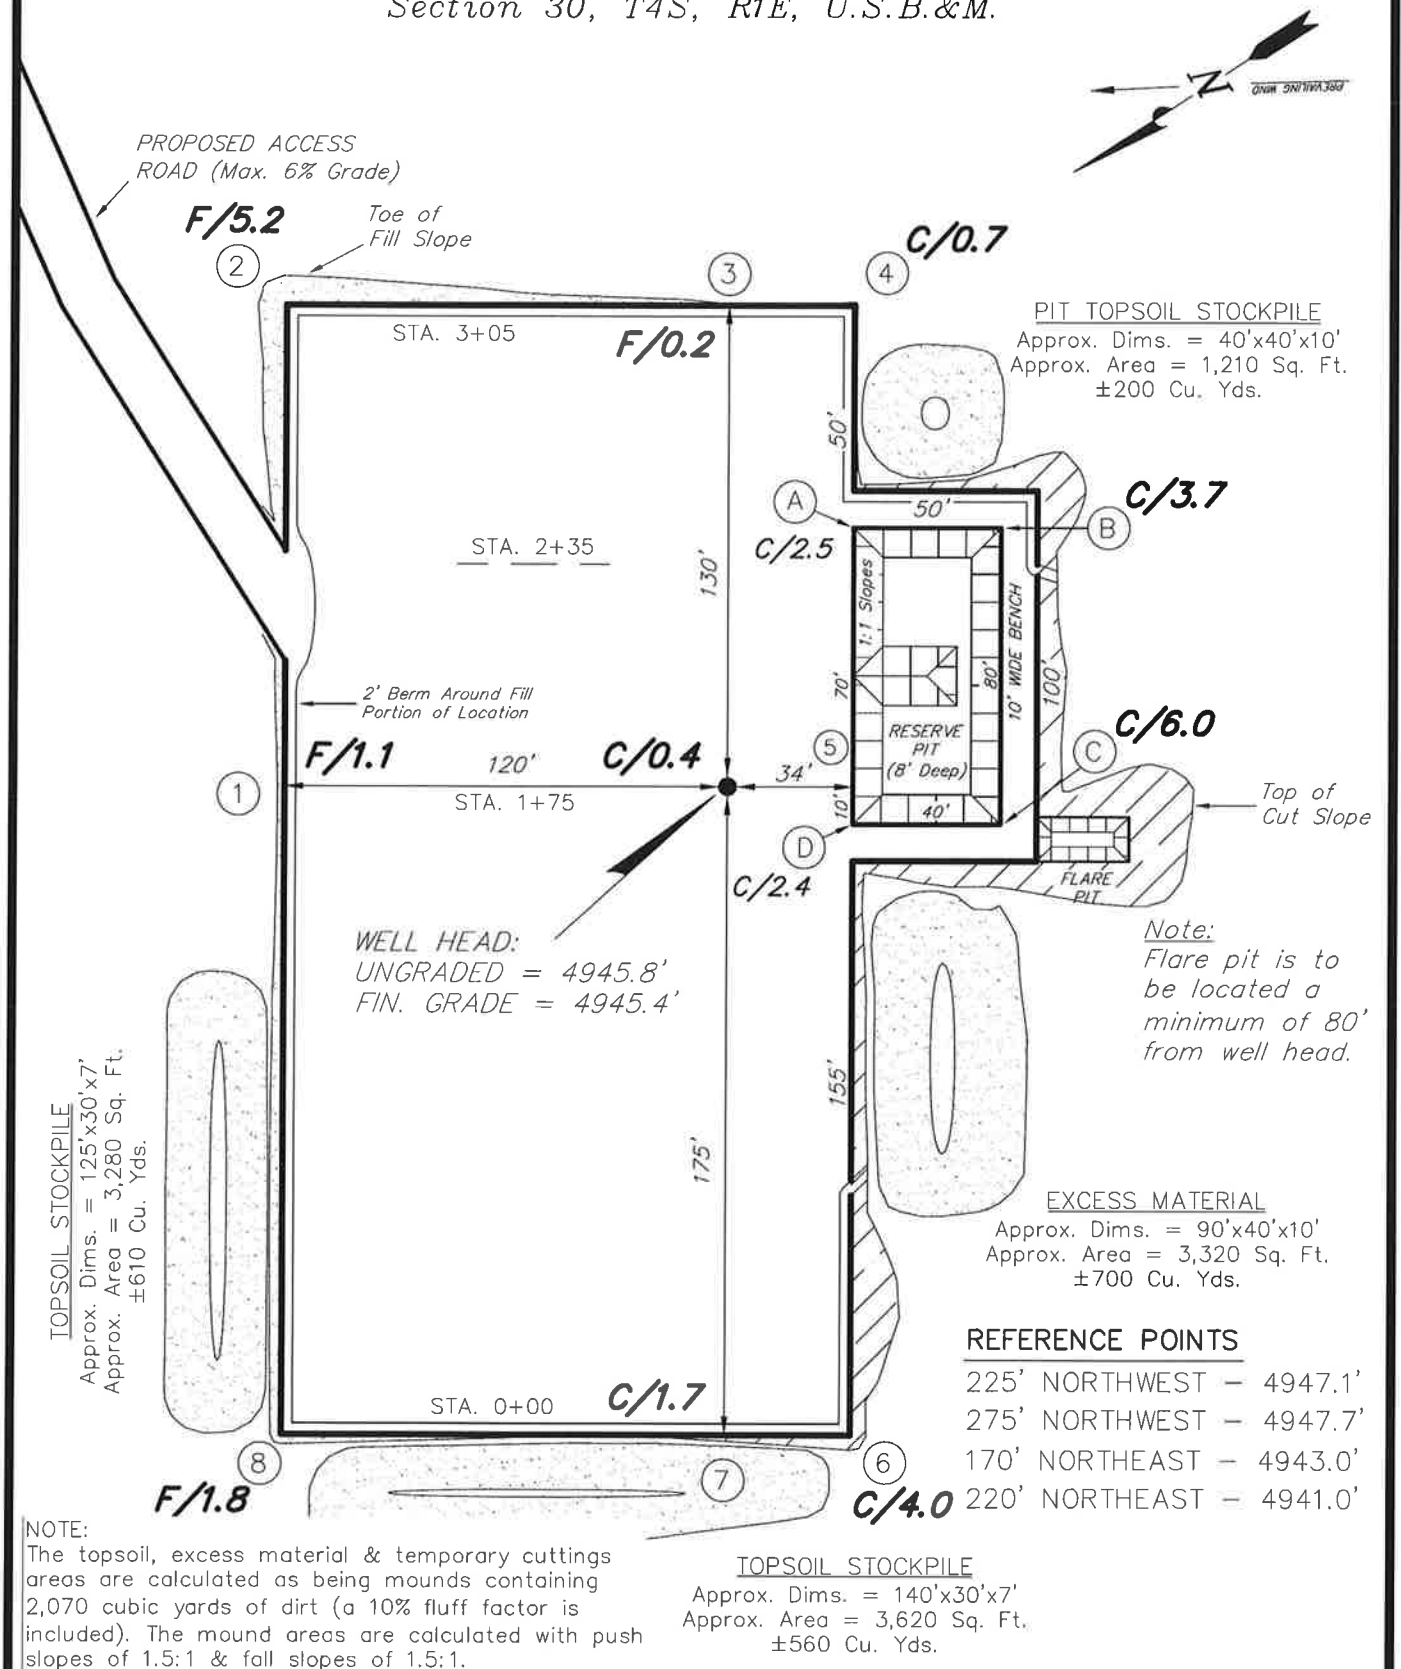 Section 30, T4S, R1E, U.S.B.&M.
N
PREVAILING WIND
PROPOSED ACCESS
ROAD (Max. 6% Grade)
F/5.2
2
Toe of
Fill Slope
3
4
C/0.7
STA. 3+05
F/0.2
PIT TOPSOIL STOCKPILE
Approx. Dims. = 40'x40'x10'
Approx. Area = 1,210 Sq. Ft.
±200 Cu. Yds.
50'
A
50'
C/3.7
B
STA. 2+35
C/2.5
130'
1:1 Slopes
10' WIDE BENCH
70'
80'
100'
2' Berm Around Fill
Portion of Location
RESERVE
PIT
(8' Deep)
5
C/6.0
C
F/1.1
120'
C/0.4
34'
1
STA. 1+75
10'
40'
Top of
Cut Slope
D
C/2.4
FLARE
PIT
WELL HEAD:
UNGRADED = 4945.8'
FIN. GRADE = 4945.4'
Note:
Flare pit is to
be located a
minimum of 80'
from well head.
155'
175'
TOPSOIL STOCKPILE
Approx. Dims. = 125'x30'x7'
Approx. Area = 3,280 Sq. Ft.
±610 Cu. Yds.
EXCESS MATERIAL
Approx. Dims. = 90'x40'x10'
Approx. Area = 3,320 Sq. Ft.
±700 Cu. Yds.
REFERENCE POINTS
225' NORTHWEST – 4947.1'
275' NORTHWEST – 4947.7'
170' NORTHEAST – 4943.0'
220' NORTHEAST – 4941.0'
STA. 0+00
C/1.7
8
F/1.8
7
6
C/4.0
NOTE:
The topsoil, excess material & temporary cuttings
areas are calculated as being mounds containing
2,070 cubic yards of dirt (a 10% fluff factor is
included). The mound areas are calculated with push
slopes of 1.5:1 & fall slopes of 1.5:1.
TOPSOIL STOCKPILE
Approx. Dims. = 140'x30'x7'
Approx. Area = 3,620 Sq. Ft.
±560 Cu. Yds.